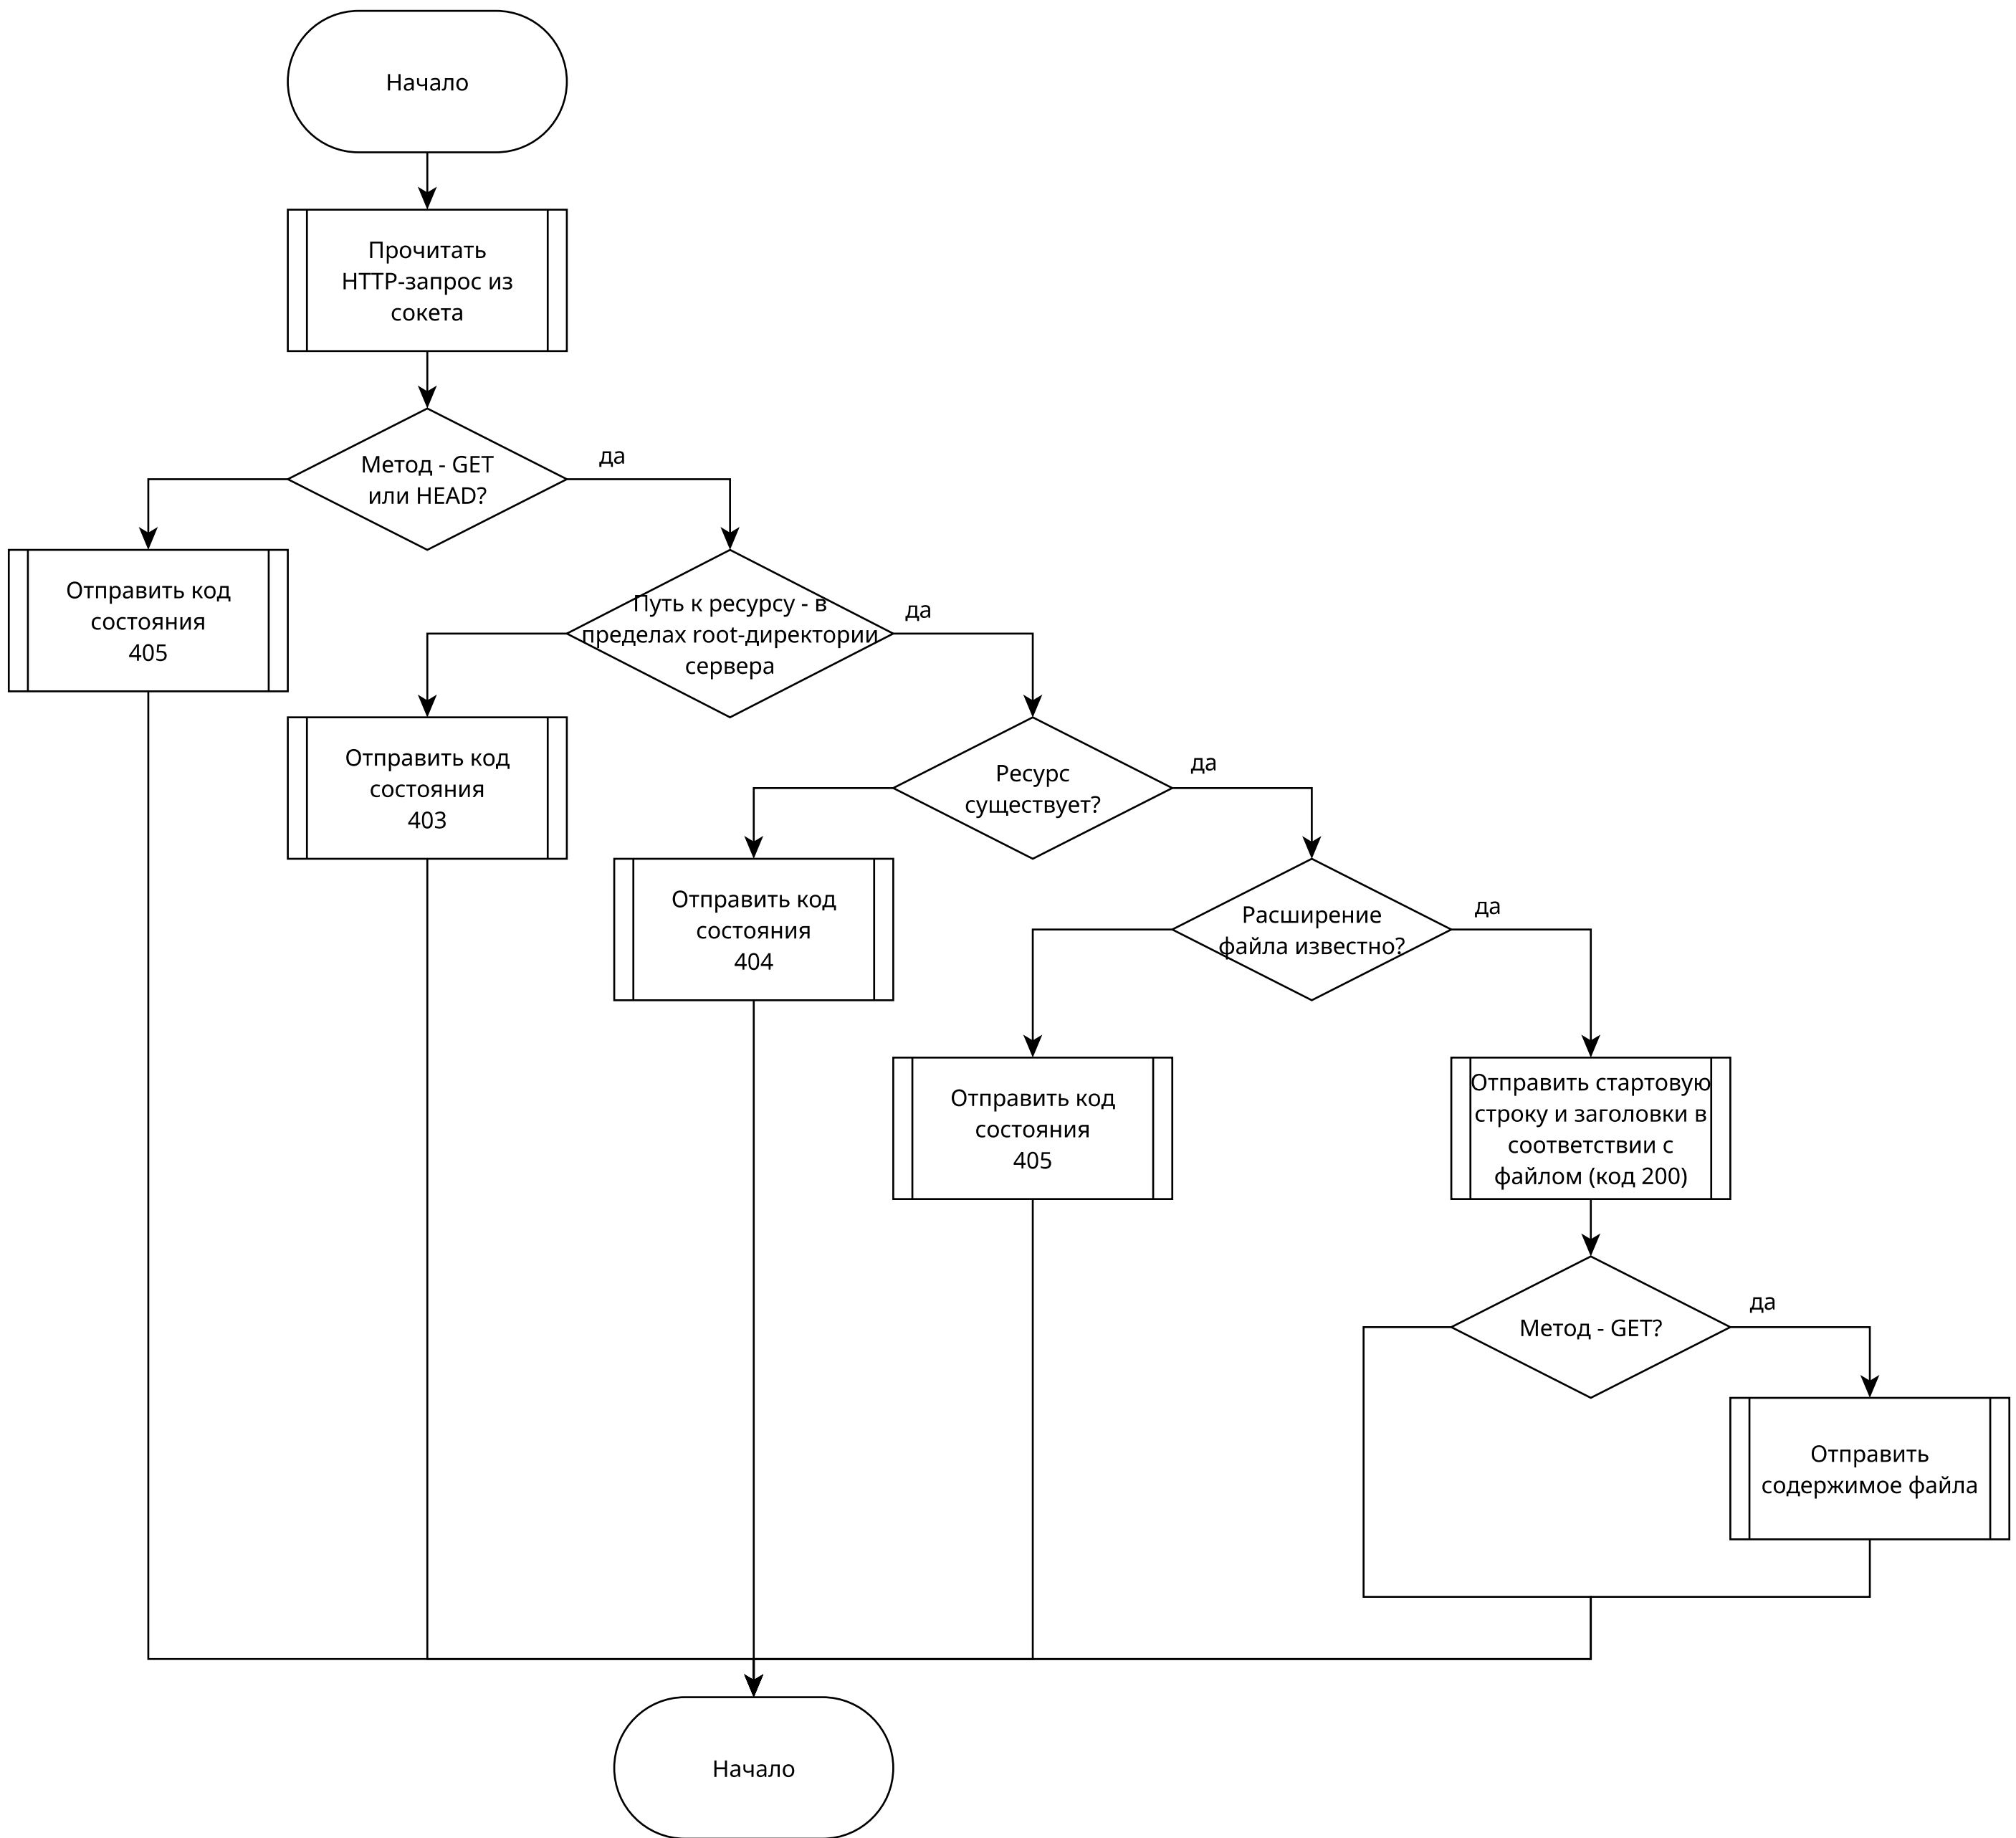 Начало
Прочитать
HTTP-запрос из
сокета
Метод - GET
или HEAD?
да
Отправить код
состояния
405
Путь к ресурсу - в
пределах root-директории
сервера
да
Отправить код
состояния
403
Ресурс
существует?
да
Отправить код
состояния
404
Расширение
файла известно?
да
Отправить код
состояния
405
Отправить стартовую
строку и заголовки в
соответствии с
файлом (код 200)
Метод - GET?
да
Отправить
содержимое файла
Начало